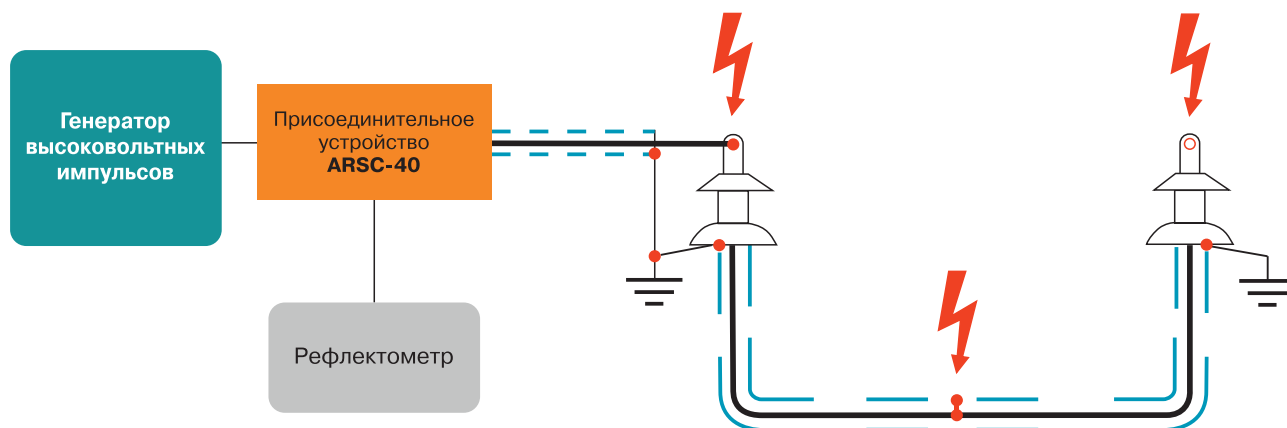 Генератор
высоковольтных
импульсов
Присоединительное
устройство
ARSC-40
Рефлектометр